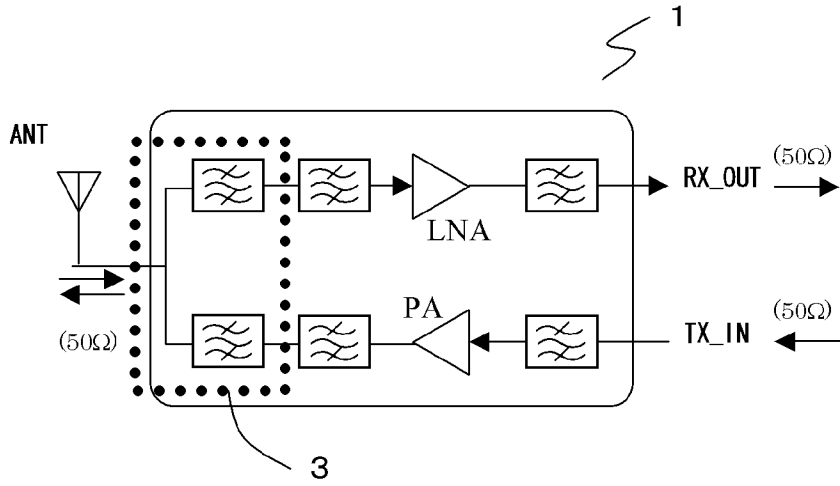 1
ANT
RX_OUT
(50Ω)
LNA
PA
TX_IN
(50Ω)
(50Ω)
3